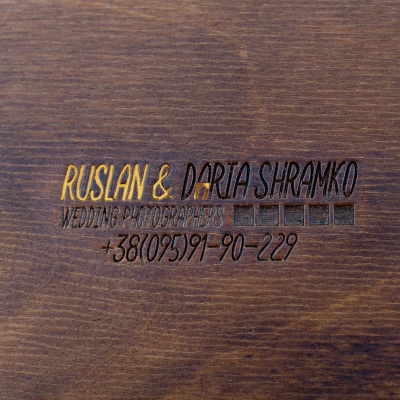 RUSLAN & DARIA SHRAMKO
WEDDING PHOTOGRAPHERS
+38(095)91-90-229